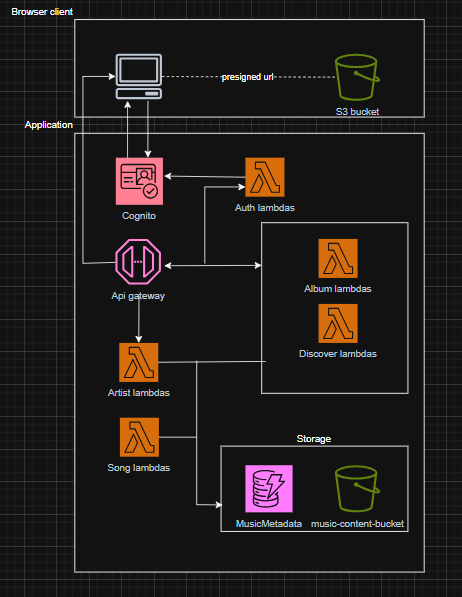 Browser client
presigned url
S3 bucket
Application
Cognito
Auth lambdas
Api gateway
Album lambdas
Discover lambdas
Artist lambdas
Song lambdas
Storage
MusicMetadata
music-content-bucket